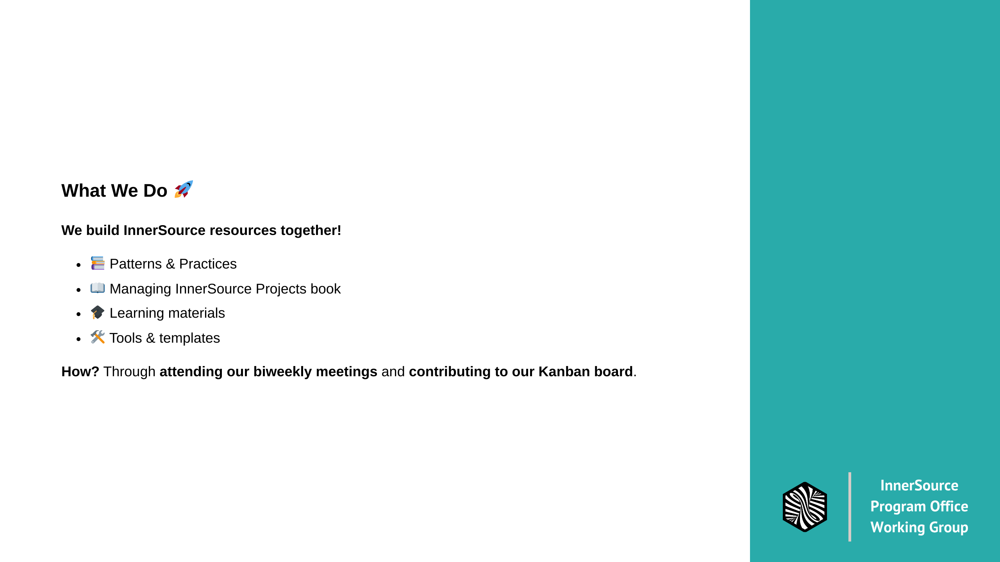 What We Do 🚀
We build InnerSource resources together!
• 📚 Patterns & Practices
• 📖 Managing InnerSource Projects book
• 🎓 Learning materials
• 🛠️ Tools & templates
How? Through attending our biweekly meetings and contributing to our Kanban board.
InnerSource
Program Office
Working Group